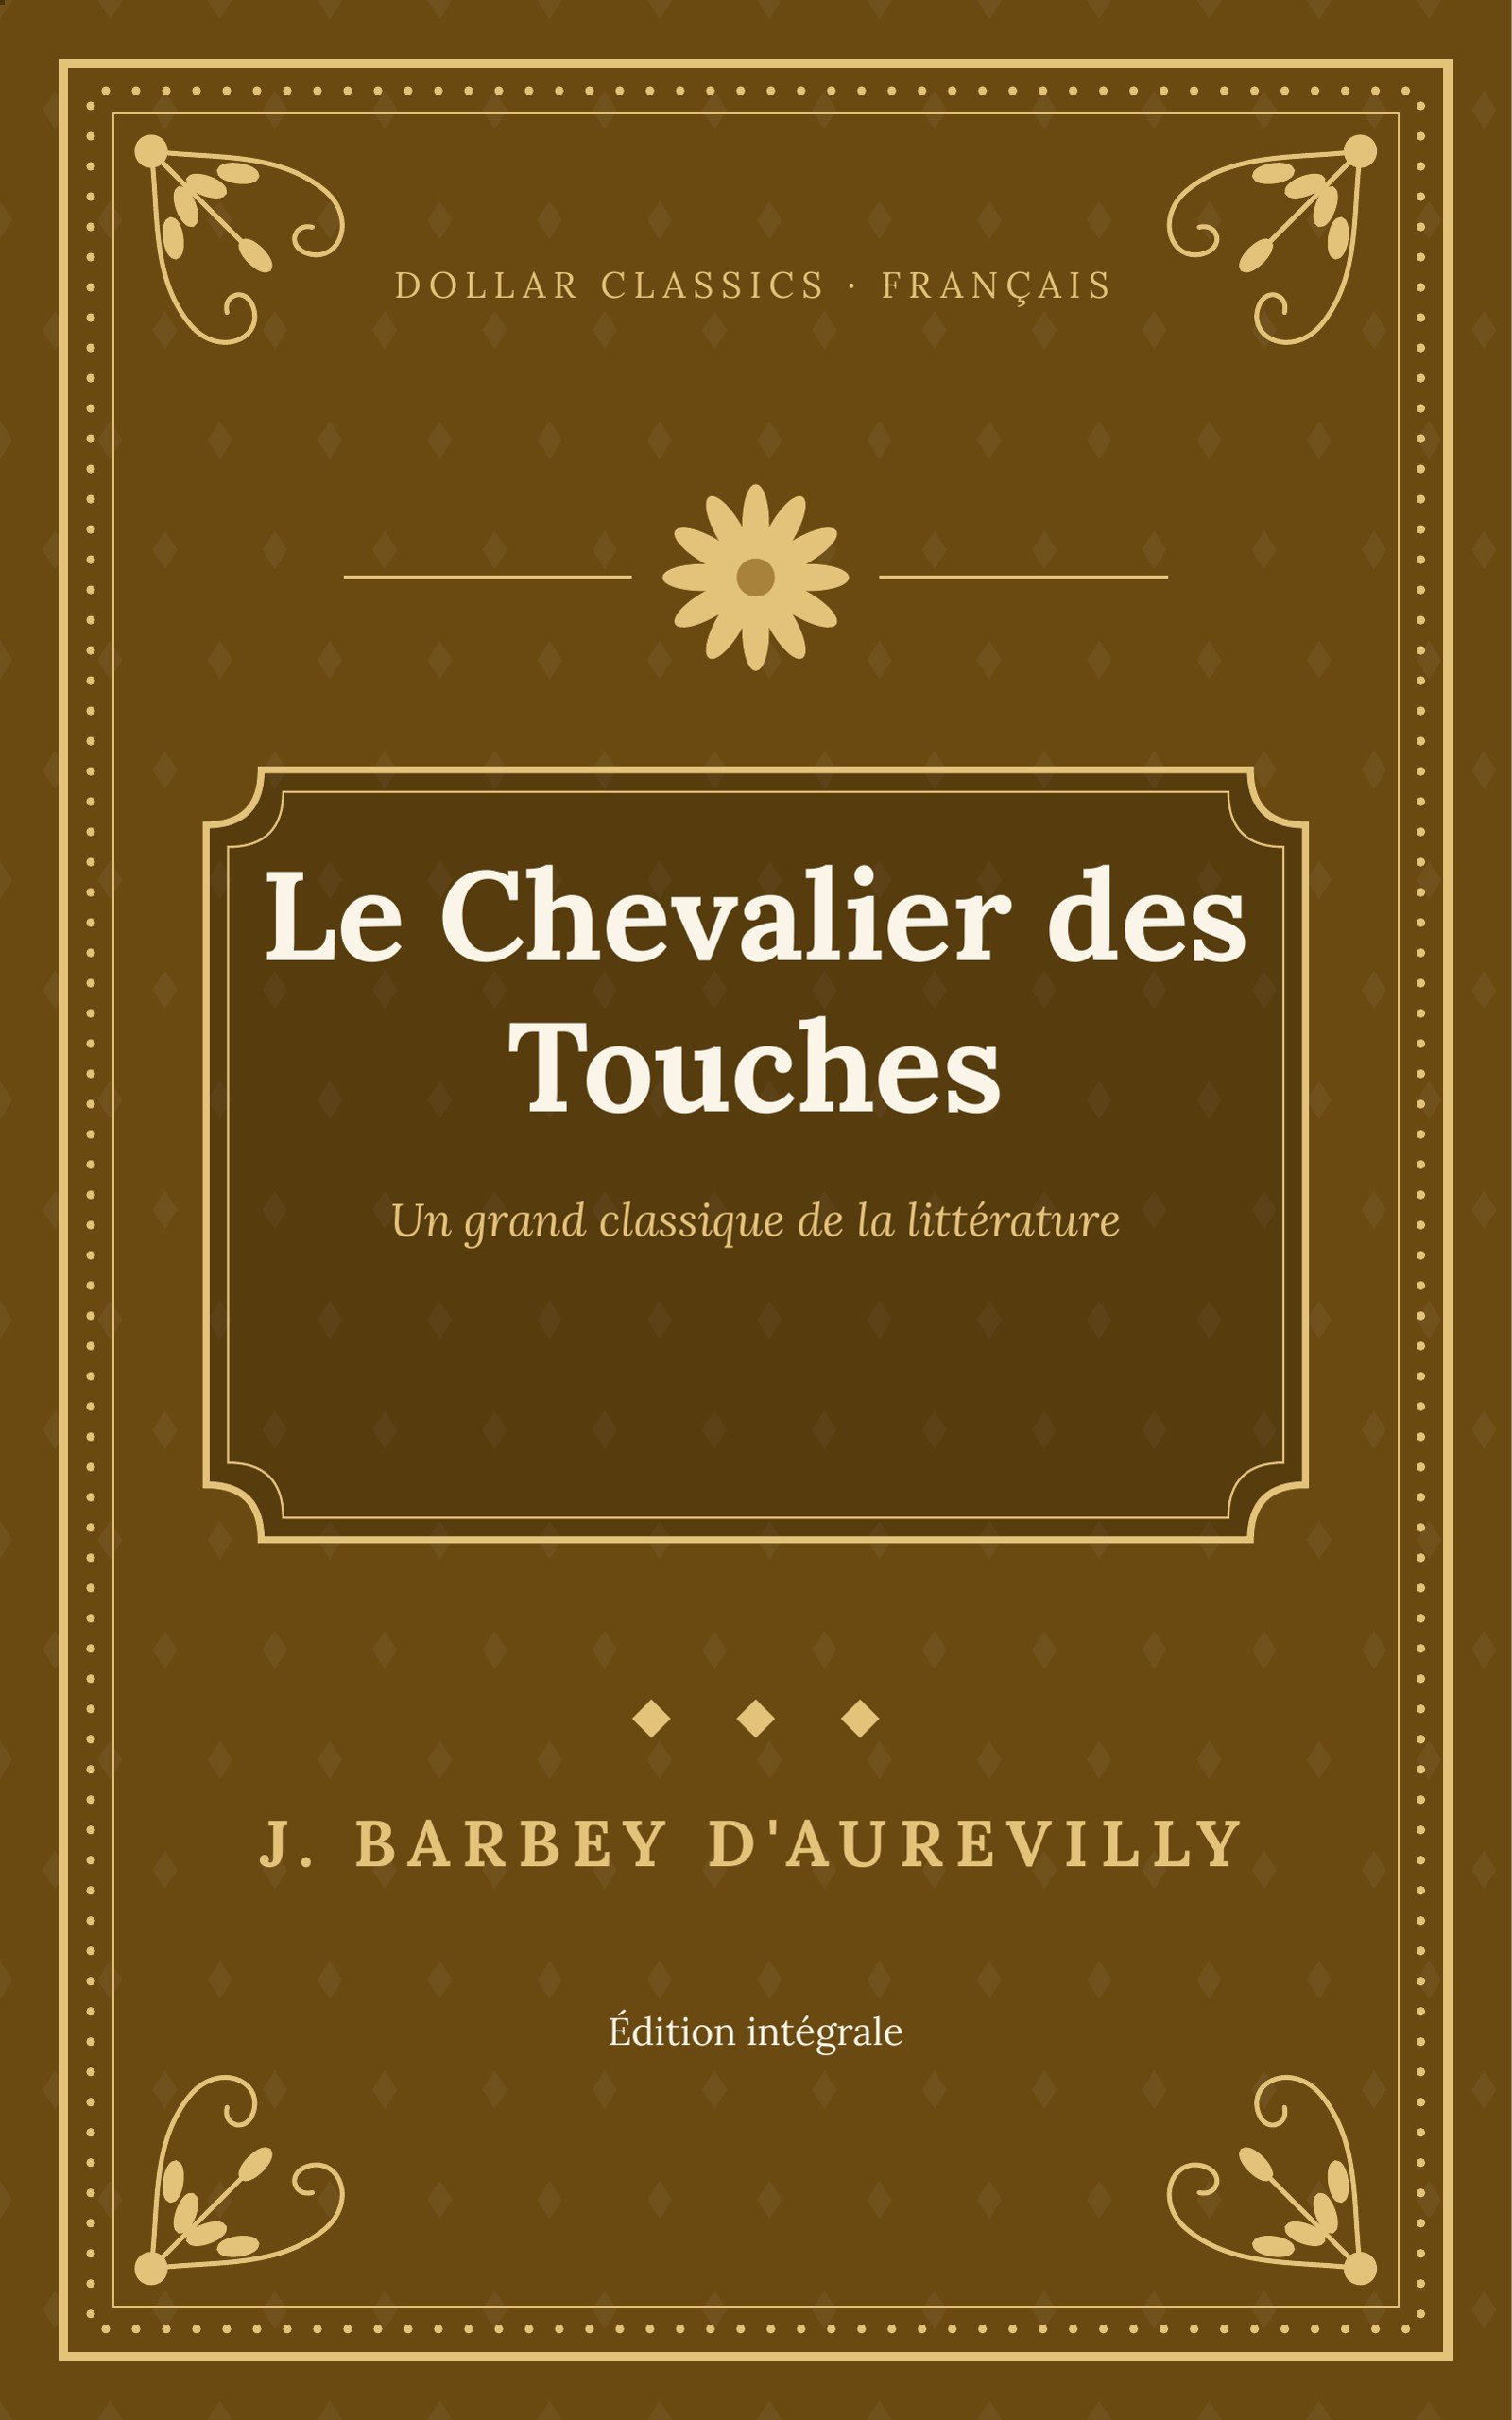 DOLLAR CLASSICS · FRANÇAIS
Le Chevalier des
Touches
Un grand classique de la littérature
J. BARBEY D'AUREVILLY
Édition intégrale